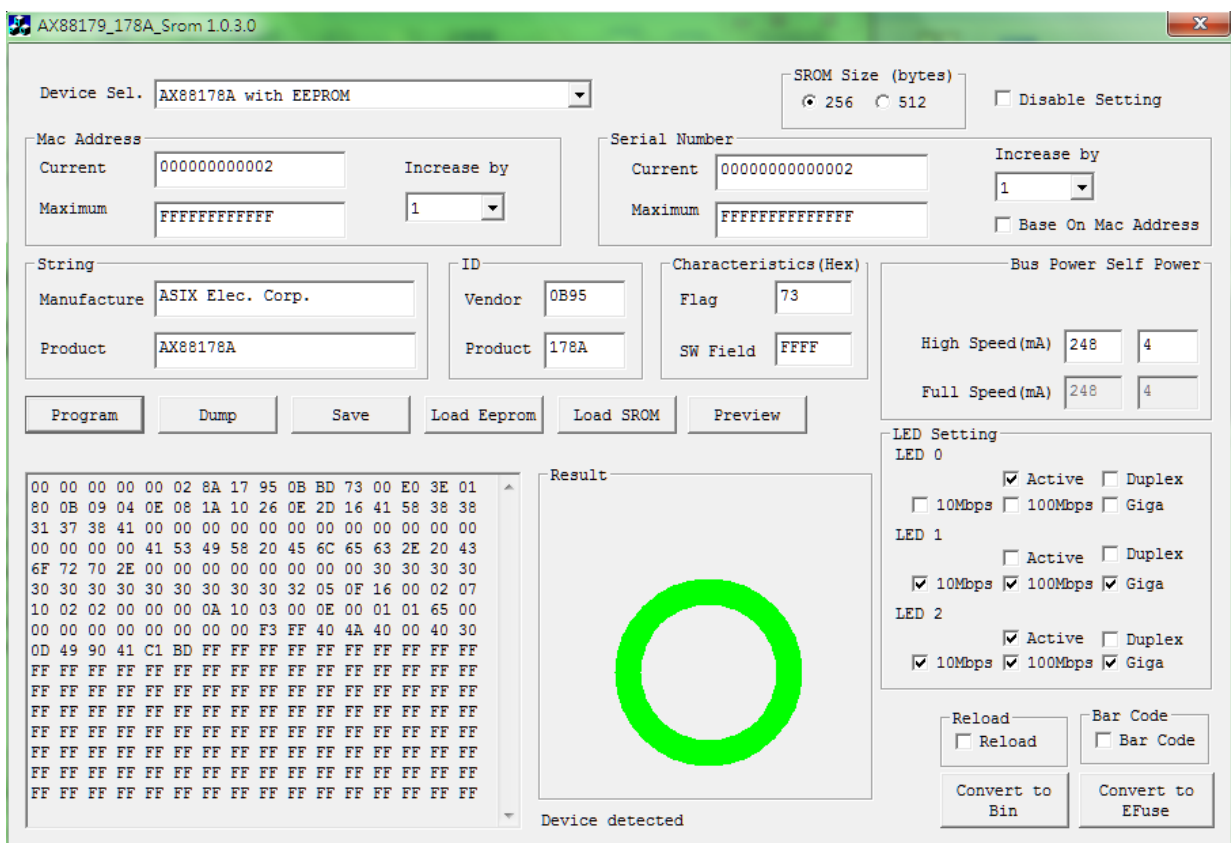 AX88179_178A_Srom 1.0.3.0
Device Sel. AX88178A with EEPROM
SROM Size (bytes)
256 512
Disable Setting
Mac Address
Current 000000000002
Increase by
Maximum FFFFFFFFFFFF
1
Serial Number
Current 00000000000002
Increase by
1
Maximum FFFFFFFFFFFFFF
Base On Mac Address
String
Manufacture ASIX Elec. Corp.
Product AX88178A
ID
Vendor 0B95
Product 178A
Characteristics(Hex)
Flag 73
SW Field FFFF
Bus Power Self Power
High Speed(mA) 248 4
Full Speed(mA) 248 4
Program Dump Save Load Eeprom Load SROM Preview
00 00 00 00 00 02 8A 17 95 0B BD 73 00 E0 3E 01
80 0B 09 04 0E 08 1A 10 26 0E 2D 16 41 58 38 38
31 37 38 41 00 00 00 00 00 00 00 00 00 00 00 00
00 00 00 00 41 53 49 58 20 45 6C 65 63 2E 20 43
6F 72 70 2E 00 00 00 00 00 00 00 00 30 30 30 30
30 30 30 30 30 30 30 30 30 32 05 0F 16 00 02 07
10 02 02 00 00 00 0A 10 03 00 0E 00 01 01 65 00
00 00 00 00 00 00 00 00 F3 FF 40 4A 40 00 40 30
0D 49 90 41 C1 BD FF FF FF FF FF FF FF FF FF FF
FF FF FF FF FF FF FF FF FF FF FF FF FF FF FF FF
FF FF FF FF FF FF FF FF FF FF FF FF FF FF FF FF
FF FF FF FF FF FF FF FF FF FF FF FF FF FF FF FF
FF FF FF FF FF FF FF FF FF FF FF FF FF FF FF FF
FF FF FF FF FF FF FF FF FF FF FF FF FF FF FF FF
FF FF FF FF FF FF FF FF FF FF FF FF FF FF FF FF
FF FF FF FF FF FF FF FF FF FF FF FF FF FF FF FF
Result
Device detected
LED Setting
LED 0
Active Duplex
10Mbps 100Mbps Giga
LED 1
Active Duplex
10Mbps 100Mbps Giga
LED 2
Active Duplex
10Mbps 100Mbps Giga
Reload
Reload
Bar Code
Bar Code
Convert to
Bin
Convert to
EFuse